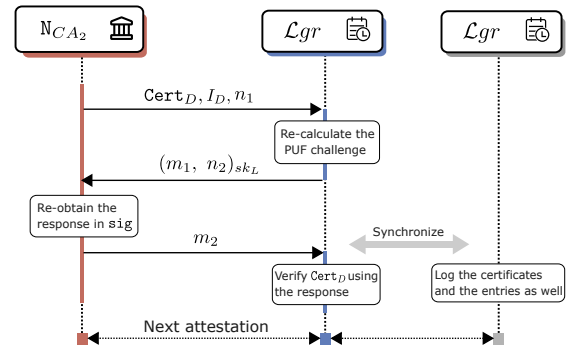 N_{CA_2}
ℒgr
ℒgr
Cert_D, I_D, n_1
Re-calculate the
PUF challenge
(m_1, n_2)_{sk_L}
Re-obtain the
response in sig
m_2
Synchronize
Verify Cert_D using
the response
Log the certificates
and the entries as well
Next attestation